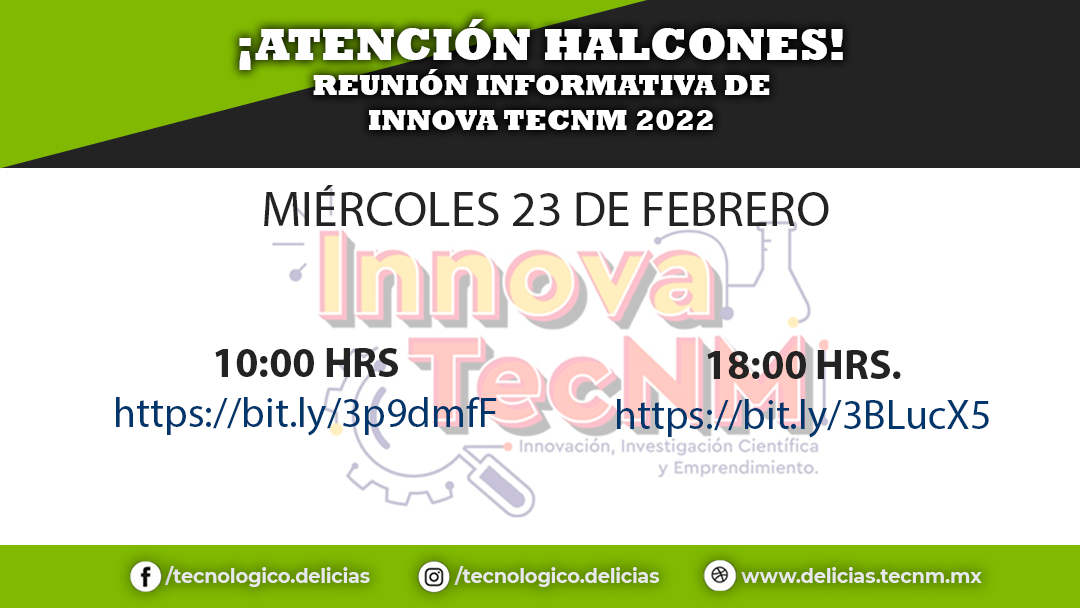 ¡ATENCIÓN HALCONES!
REUNIÓN INFORMATIVA DE
INNOVA TECNM 2022
MIÉRCOLES 23 DE FEBRERO
Innova
TecNM
Innovación, Investigación Científica
y Emprendimiento.
10:00 HRS
https://bit.ly/3p9dmfF
18:00 HRS.
https://bit.ly/3BLucX5
/tecnologico.delicias
/tecnologico.delicias
www.delicias.tecnm.mx